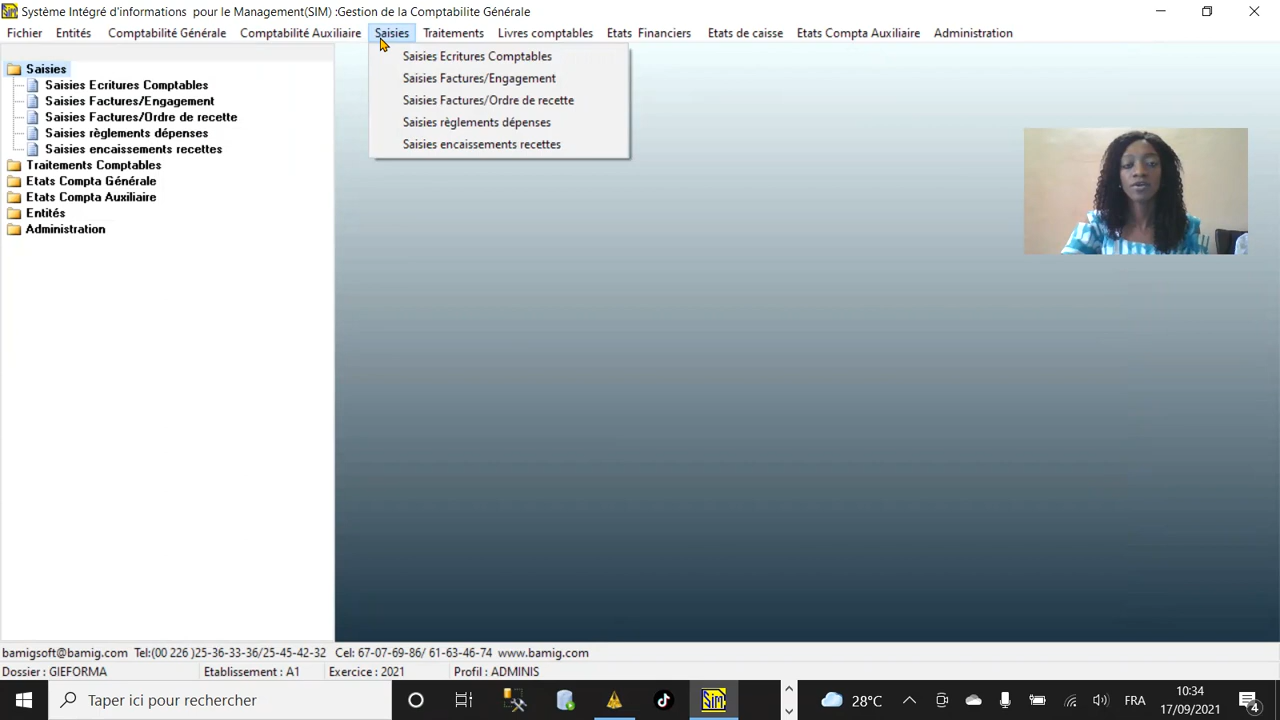 Système Intégré d'informations pour le Management(SIM) :Gestion de la Comptabilite Générale
Fichier Entités Comptabilité Générale Comptabilité Auxiliaire Saisies Traitements Livres comptables Etats Financiers Etats de caisse Etats Compta Auxiliaire Administration
Saisies Ecritures Comptables
Saisies Factures/Engagement
Saisies Factures/Ordre de recette
Saisies règlements dépenses
Saisies encaissements recettes
Saisies
Saisies Ecritures Comptables
Saisies Factures/Engagement
Saisies Factures/Ordre de recette
Saisies règlements dépenses
Saisies encaissements recettes
Traitements Comptables
Etats Compta Générale
Etats Compta Auxiliaire
Entités
Administration
bamigsoft@bamig.com Tel:(00 226 )25-36-33-36/25-45-42-32 Cel: 67-07-69-86/ 61-63-46-74 www.bamig.com
Dossier : GIEFORMA Etablissement : A1 Exercice : 2021 Profil : ADMINIS
Taper ici pour rechercher SIM 28°C FRA 10:34
17/09/2021 4